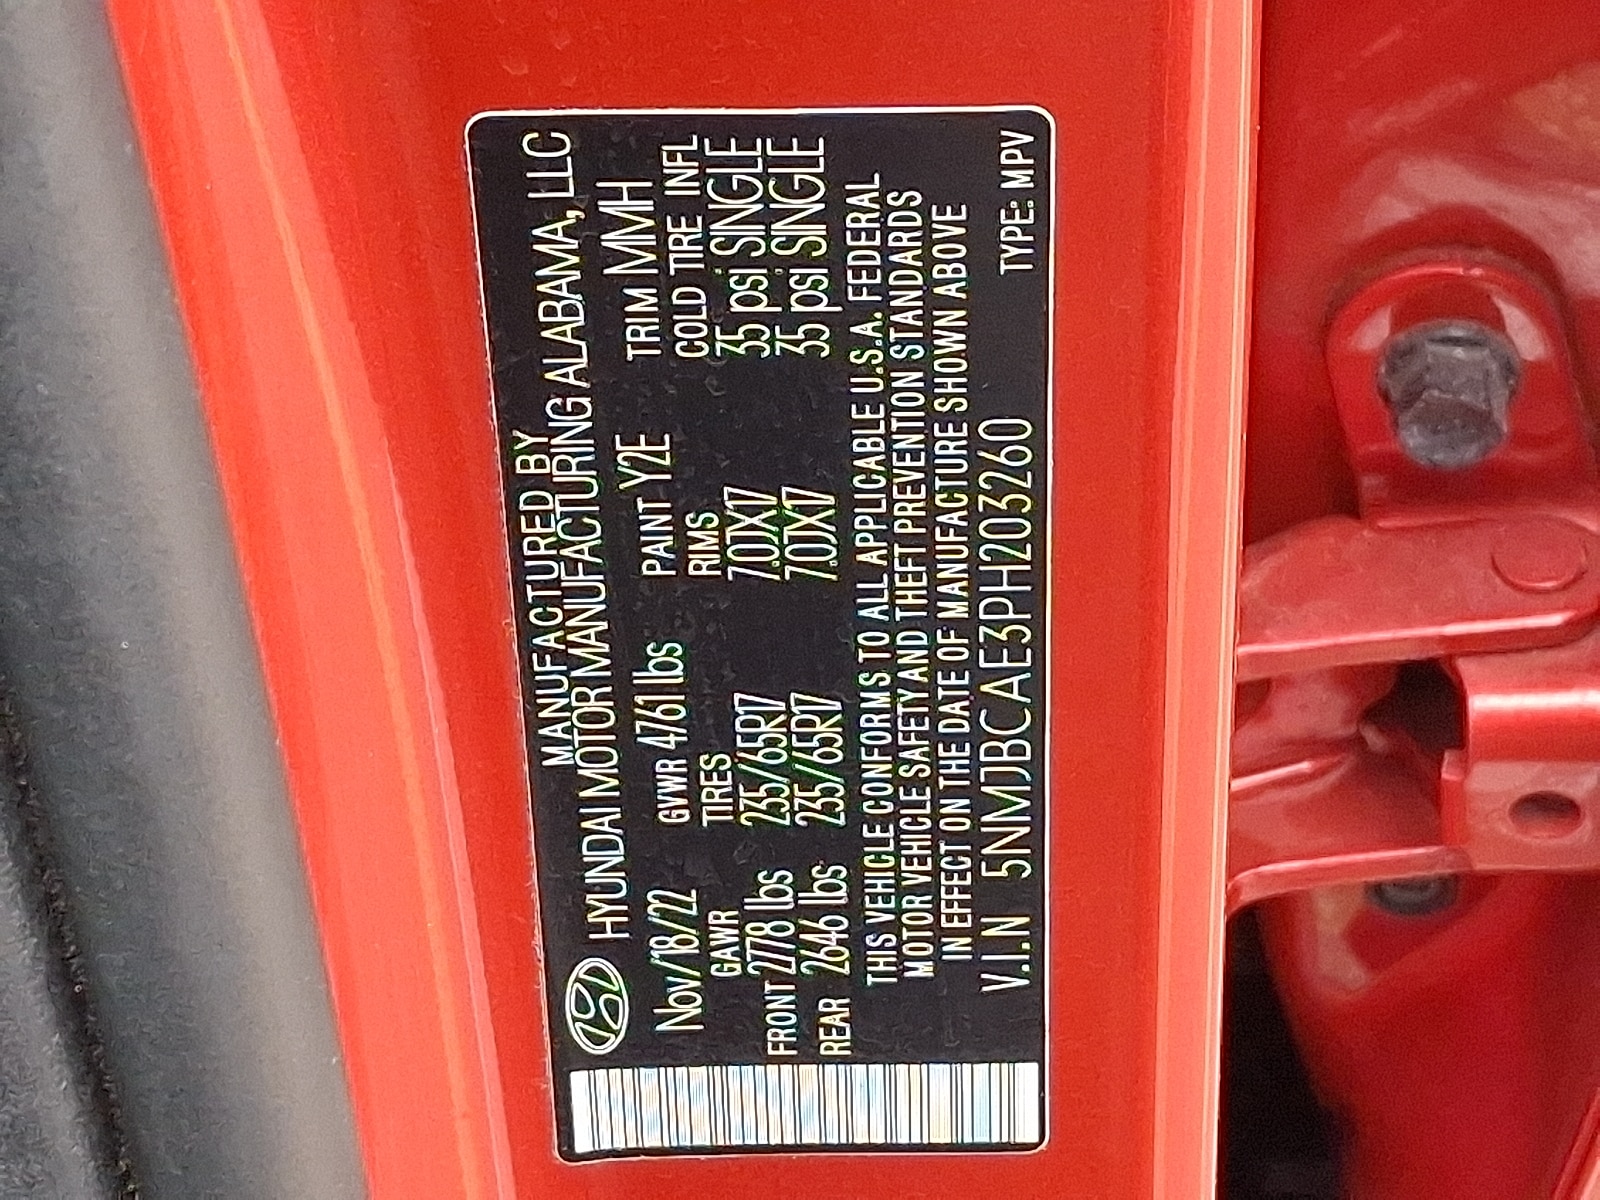 MANUFACTURED BY
HYUNDAI MOTOR MANUFACTURING ALABAMA, LLC
Nov/18/22 GVWR 4761 lbs PAINT Y2E TRIM MMH
GAWR TIRES RIMS COLD TIRE INFL
FRONT 2778 lbs 235/65R17 7.0JX17 35 psi SINGLE
REAR 2646 lbs 235/65R17 7.0JX17 35 psi SINGLE
THIS VEHICLE CONFORMS TO ALL APPLICABLE U.S.A. FEDERAL
MOTOR VEHICLE SAFETY AND THEFT PREVENTION STANDARDS
IN EFFECT ON THE DATE OF MANUFACTURE SHOWN ABOVE
V.I.N 5NMJBCAE3PH203260 TYPE: MPV